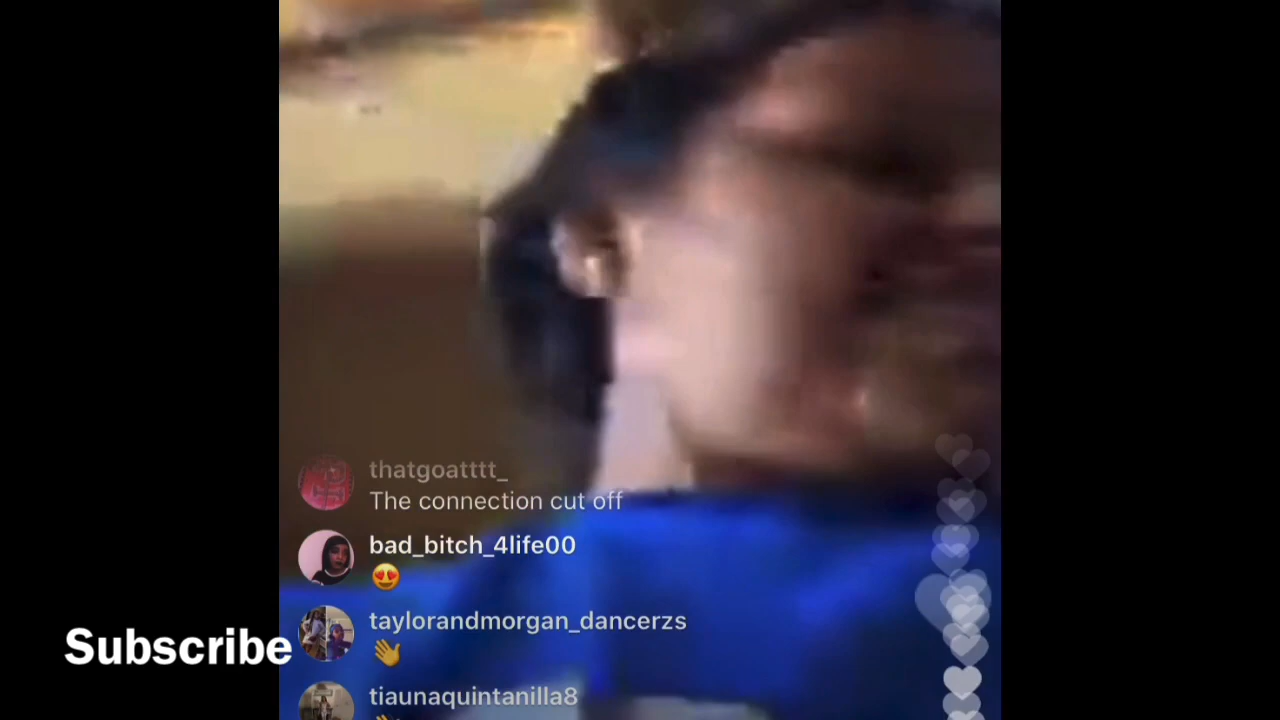 thatgoatttt_
The connection cut off
bad_bitch_4life00
😍
taylorandmorgan_dancerzs
👋
Subscribe
tiaunaquintanilla8